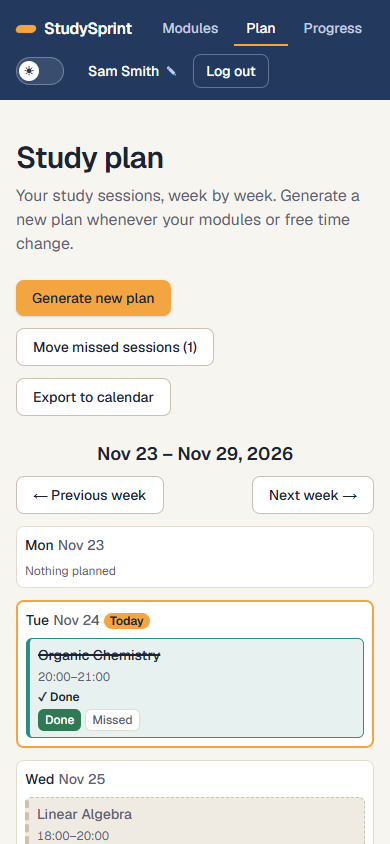 StudySprint Modules Plan Progress
Sam Smith Log out
Study plan
Your study sessions, week by week. Generate a
new plan whenever your modules or free time
change.
Generate new plan
Move missed sessions (1)
Export to calendar
Nov 23 – Nov 29, 2026
← Previous week Next week →
Mon Nov 23
Nothing planned
Tue Nov 24 Today
Organic Chemistry
20:00–21:00
✓ Done
Done Missed
Wed Nov 25
Linear Algebra
18:00–20:00